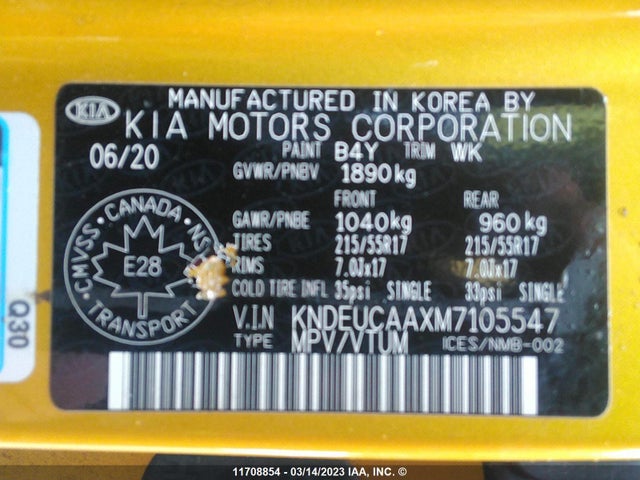 MANUFACTURED IN KOREA BY
KIA KIA MOTORS CORPORATION
06/20 PAINT B4Y TRIM WK
GVWR/PNBV 1890kg
FRONT REAR
GAWR/PNBE 1040kg 960kg
TIRES 215/55R17 215/55R17
RIMS 7.0Jx17 7.0Jx17
COLD TIRE INFL 35psi SINGLE 33psi SINGLE
V.I.N KNDEUCAAXM7105547
TYPE MPV/VTUM ICES/NMB-002
CMVSS CANADA NS
E28
TRANSPORT
Q30
11708854 - 03/14/2023 IAA, INC. ©